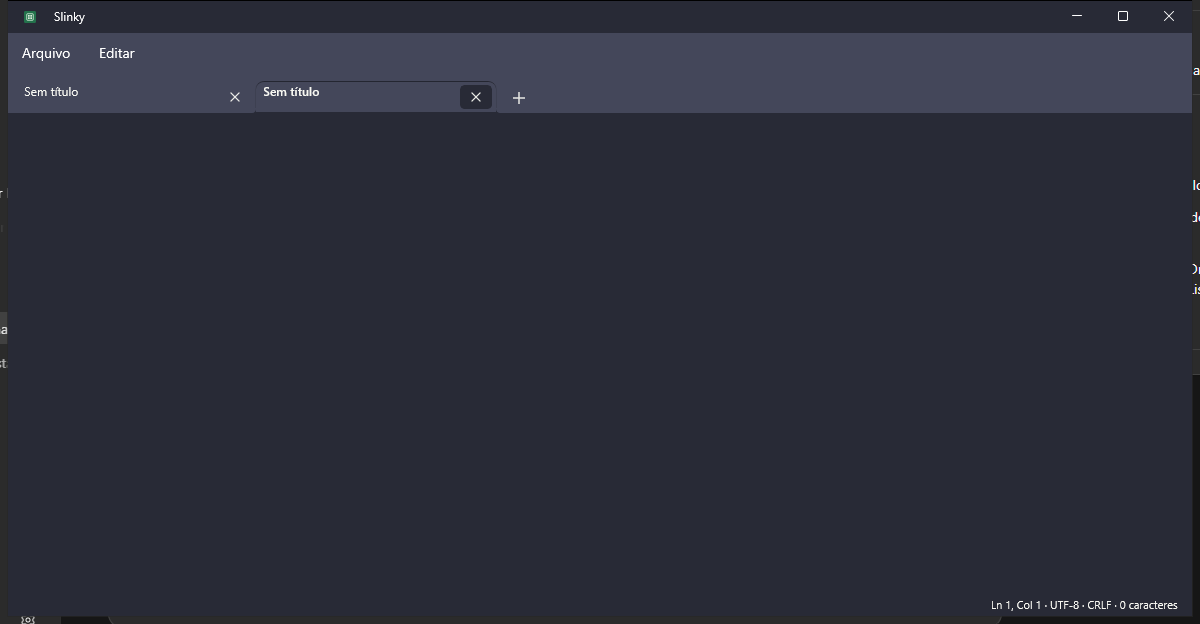 Slinky
Arquivo Editar
Sem título Sem título
Ln 1, Col 1 · UTF-8 · CRLF · 0 caracteres